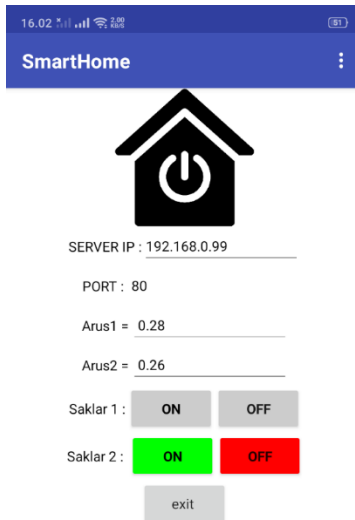 16.02 2,00 KB/S 51
SmartHome
SERVER IP : 192.168.0.99
PORT : 80
Arus1 = 0.28
Arus2 = 0.26
Saklar 1 : ON OFF
Saklar 2 : ON OFF
exit